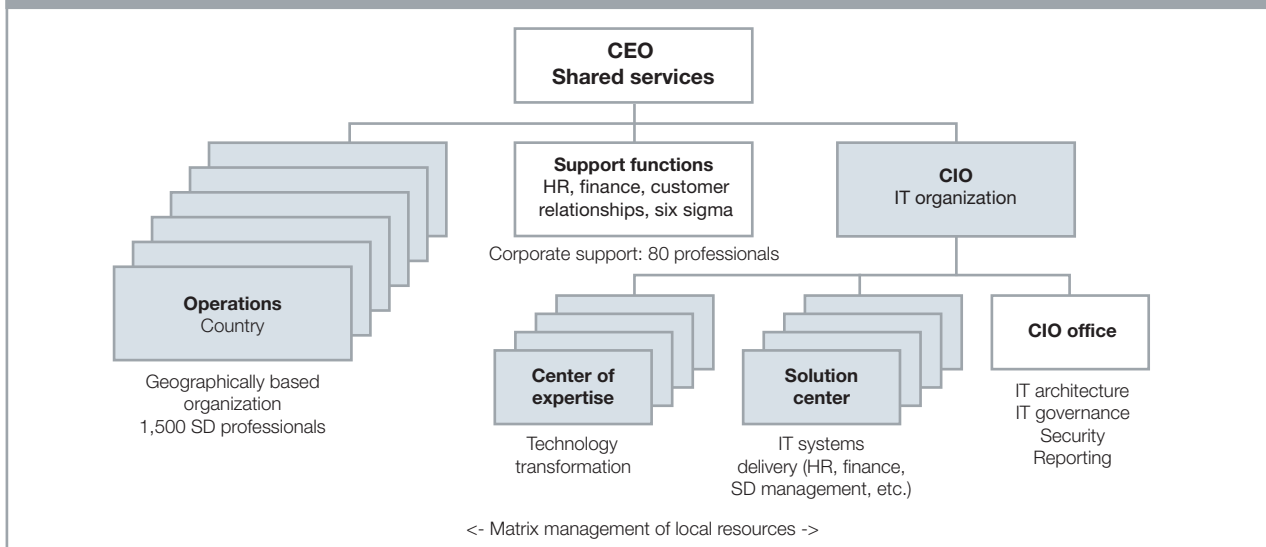 CEO
Shared services
Support functions
HR, finance, customer
relationships, six sigma
CIO
IT organization
Corporate support: 80 professionals
Operations
Country
Geographically based
organization
1,500 SD professionals
Center of
expertise
Technology
transformation
Solution
center
IT systems
delivery (HR, finance,
SD management, etc.)
CIO office
IT architecture
IT governance
Security
Reporting
<- Matrix management of local resources ->